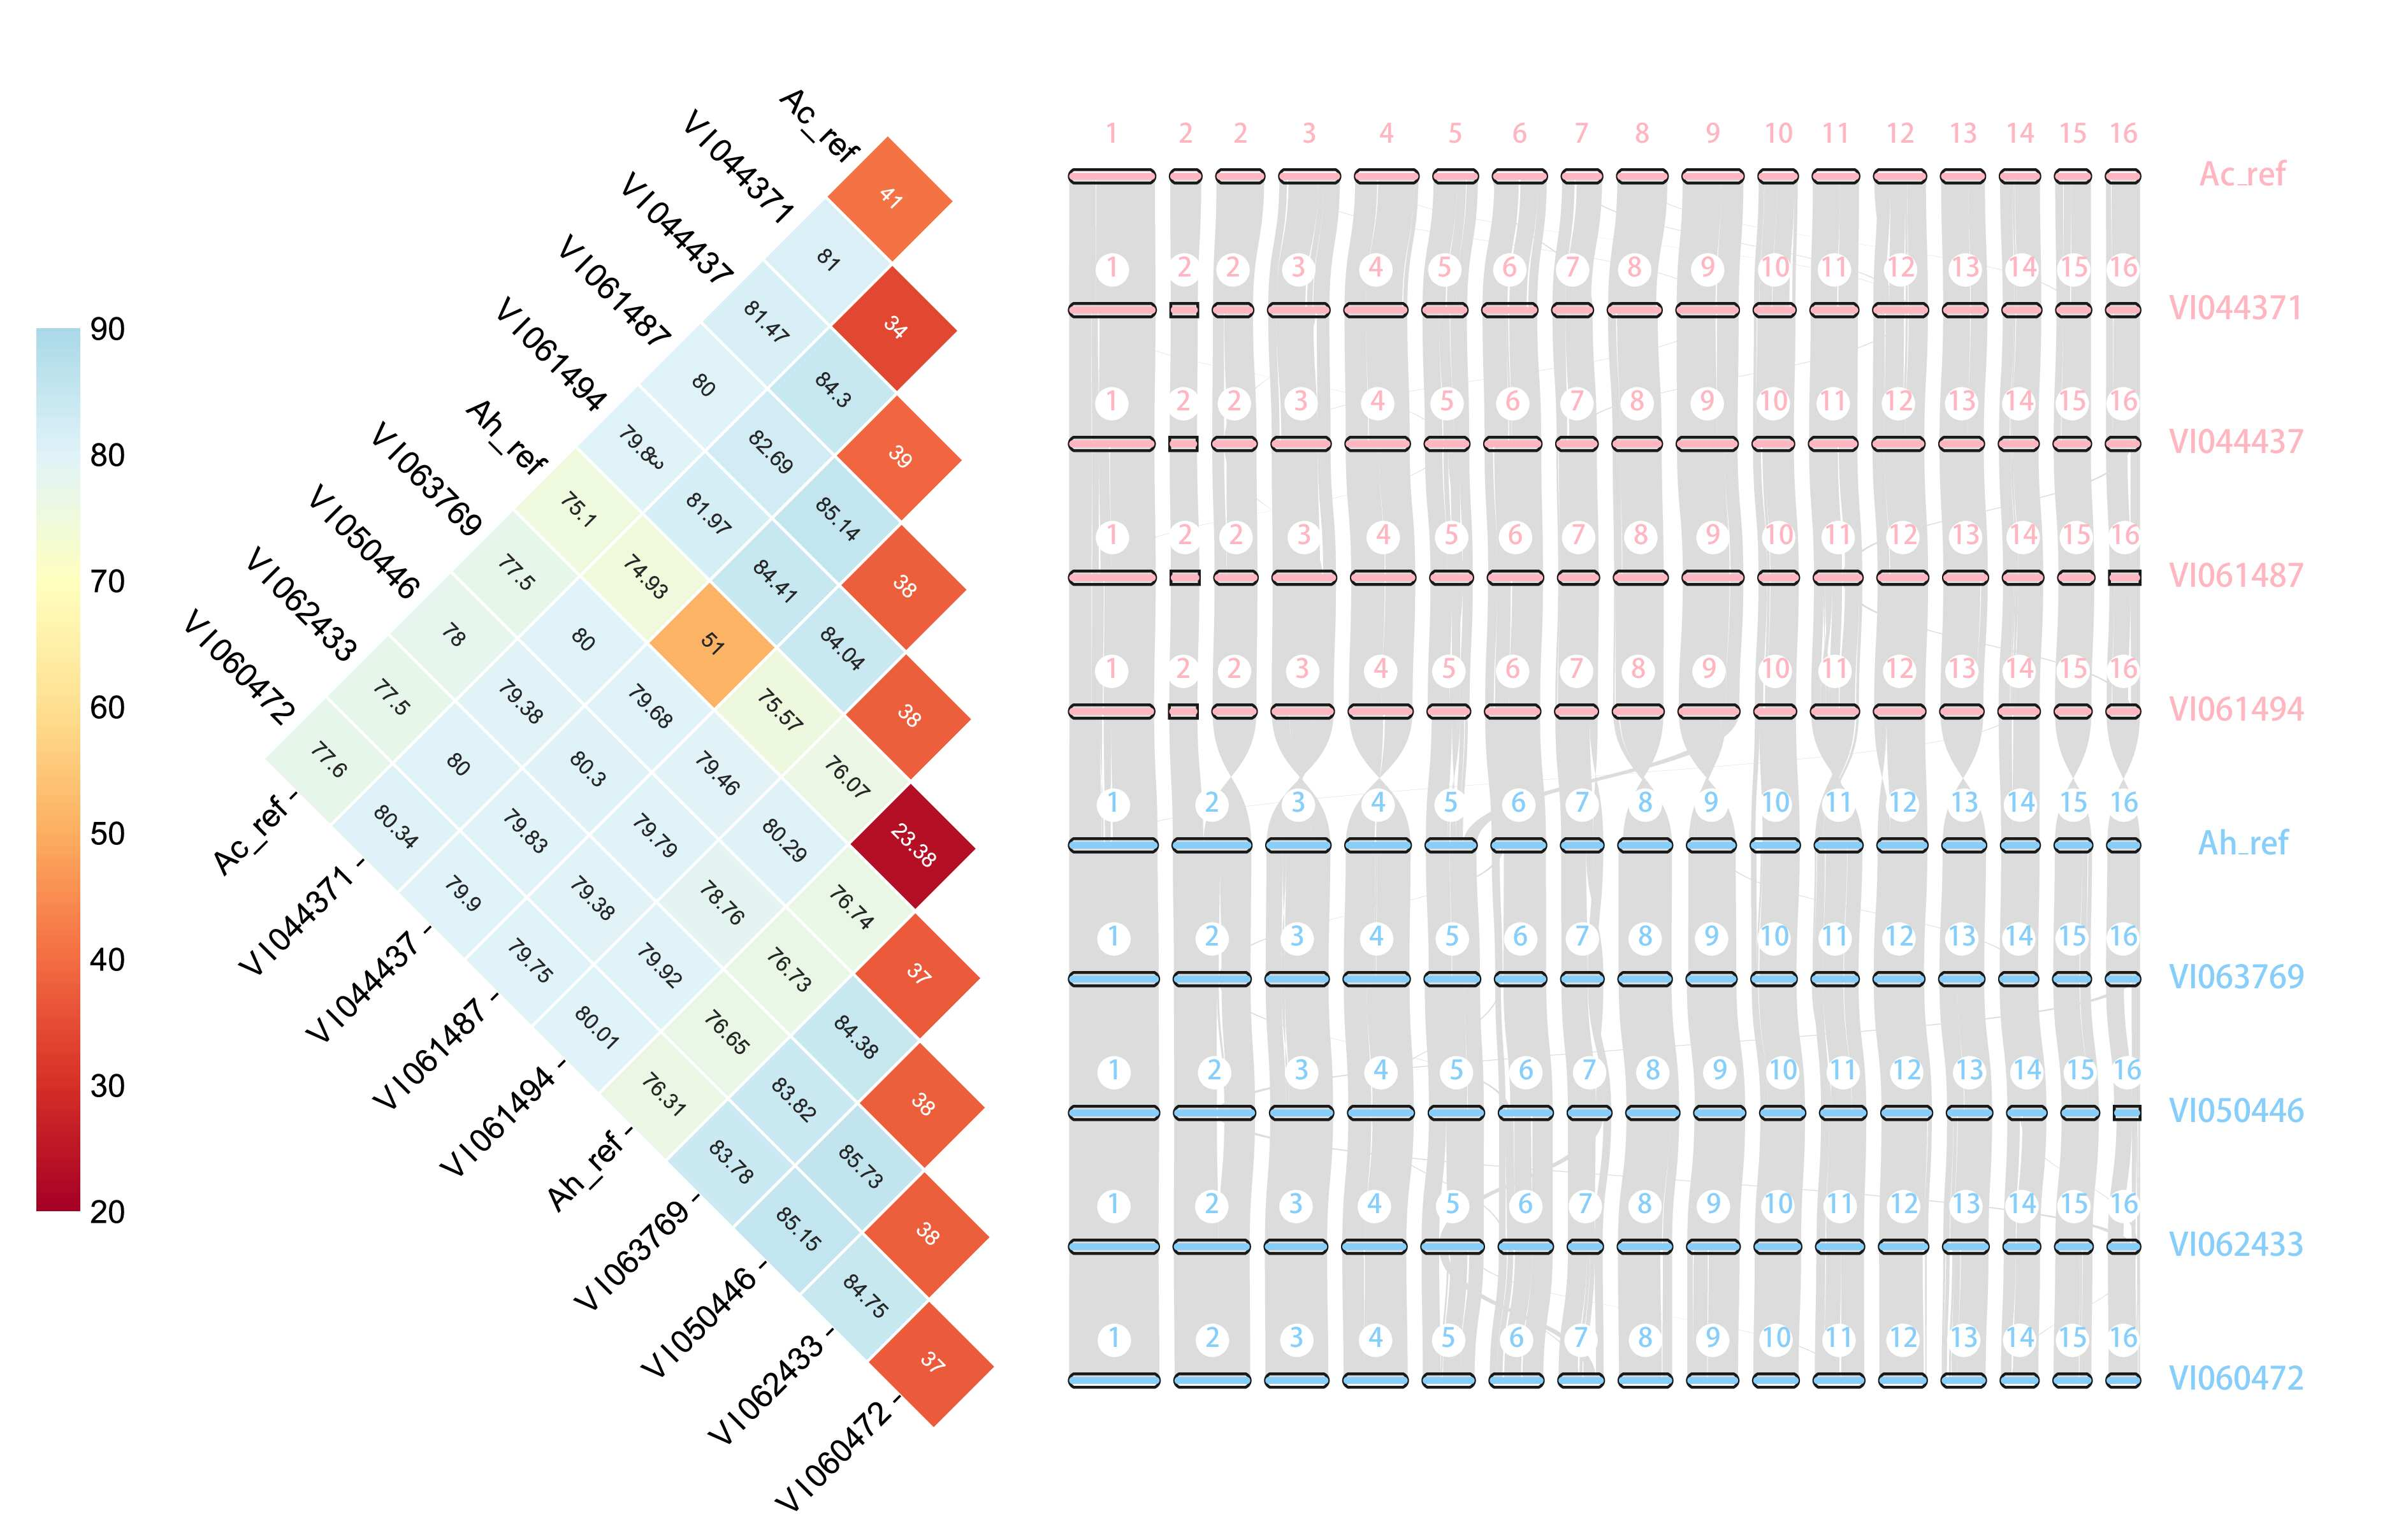 90
80
70
60
50
40
30
20
Ac_ref
VI044371
VI044437
VI061487
VI061494
Ah_ref
VI063769
VI050446
VI062433
VI060472
41
81
34
81.47
84.3
39
80
82.69
85.14
38
79.83
81.97
84.41
84.04
38
75.1
74.93
51
75.57
76.07
23.38
77.5
80
79.68
79.46
80.29
76.74
37
78
79.38
80.3
79.79
78.76
76.73
84.38
38
77.5
80
79.83
79.38
79.92
76.65
83.82
85.73
38
77.6
80.34
79.9
79.75
80.01
76.31
83.78
85.15
84.75
37
Ac_ref
VI044371
VI044437
VI061487
VI061494
Ah_ref
VI063769
VI050446
VI062433
VI060472
1 2 2 3 4 5 6 7 8 9 10 11 12 13 14 15 16
Ac_ref
1 2 2 3 4 5 6 7 8 9 10 11 12 13 14 15 16
VI044371
1 2 2 3 4 5 6 7 8 9 10 11 12 13 14 15 16
VI044437
1 2 2 3 4 5 6 7 8 9 10 11 12 13 14 15 16
VI061487
1 2 2 3 4 5 6 7 8 9 10 11 12 13 14 15 16
VI061494
1 2 3 4 5 6 7 8 9 10 11 12 13 14 15 16
Ah_ref
1 2 3 4 5 6 7 8 9 10 11 12 13 14 15 16
VI063769
1 2 3 4 5 6 7 8 9 10 11 12 13 14 15 16
VI050446
1 2 3 4 5 6 7 8 9 10 11 12 13 14 15 16
VI062433
1 2 3 4 5 6 7 8 9 10 11 12 13 14 15 16
VI060472